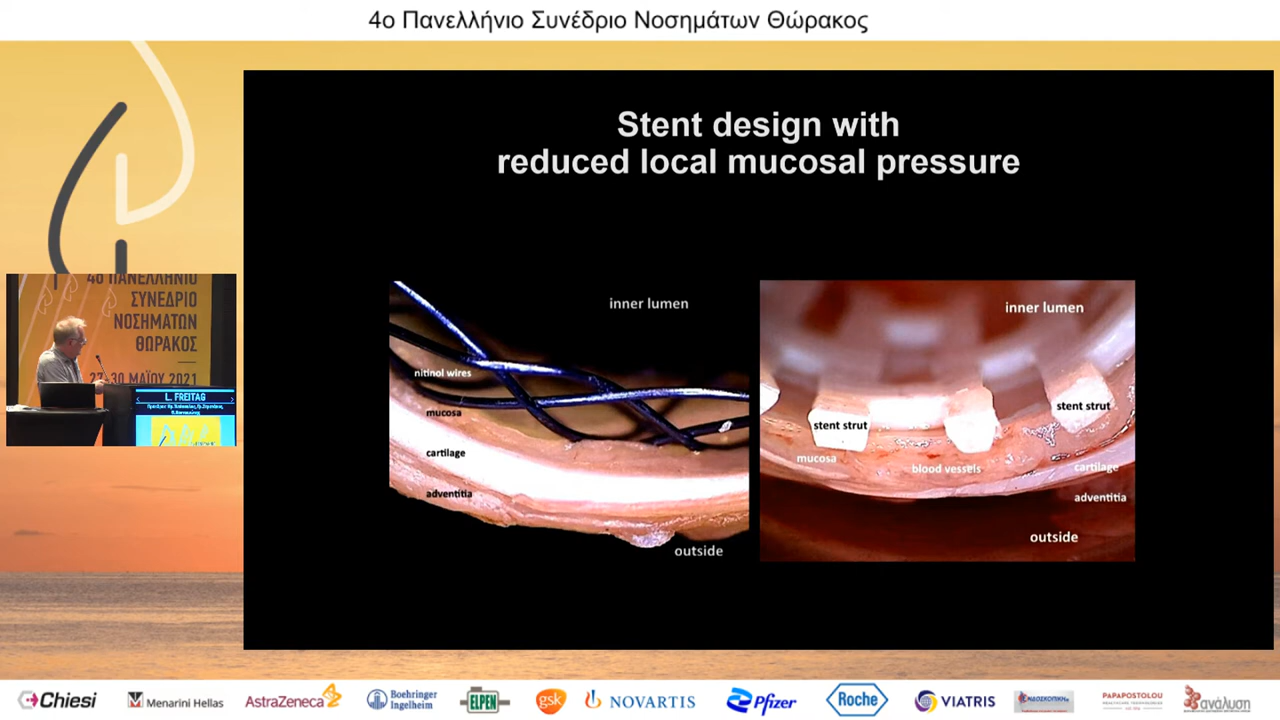 4ο Πανελλήνιο Συνέδριο Νοσημάτων Θώρακος
Stent design with
reduced local mucosal pressure
inner lumen
nitinol wires
mucosa
cartilage
adventitia
outside
inner lumen
stent strut
stent strut
mucosa
blood vessels
cartilage
adventitia
outside
4ο ΠΑΝΕΛΛΗΝΙΟ
ΣΥΝΕΔΡΙΟ
ΝΟΣΗΜΑΤΩΝ
ΘΩΡΑΚΟΣ
27-30 ΜΑΪΟΥ 2021
L. FREITAG
Chiesi
Menarini Hellas
AstraZeneca
Boehringer
Ingelheim
ELPEN
gsk
NOVARTIS
Pfizer
Roche
VIATRIS
ΕΝΔΟΣΚΟΠΙΚΗ
PAPAPOSTOLOU
ανάλυση